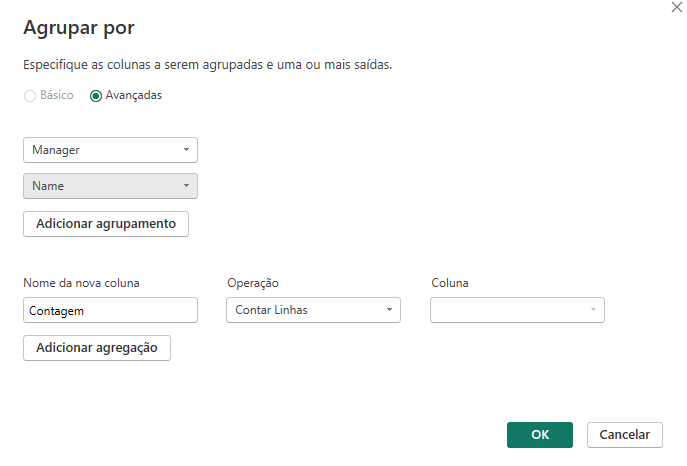 Agrupar por
Especifique as colunas a serem agrupadas e uma ou mais saídas.
Básico Avançadas
Manager
Name
Adicionar agrupamento
Nome da nova coluna Operação Coluna
Contagem Contar Linhas
Adicionar agregação
OK Cancelar